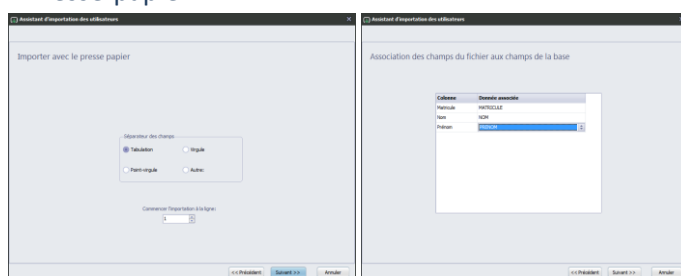 Assistant d'importation des utilisateurs
Importer avec le presse papier
Séparateur des champs
Tabulation
Virgule
Point-virgule
Autre:
Commencer l'importation à la ligne:
<< Précédent
Suivant >>
Annuler
Assistant d'importation des utilisateurs
Association des champs du fichier aux champs de la base
Colonne Donnée associée
Matricule MATRICULE
Nom NOM
Prénom PRENOM
<< Précédent
Suivant >>
Annuler